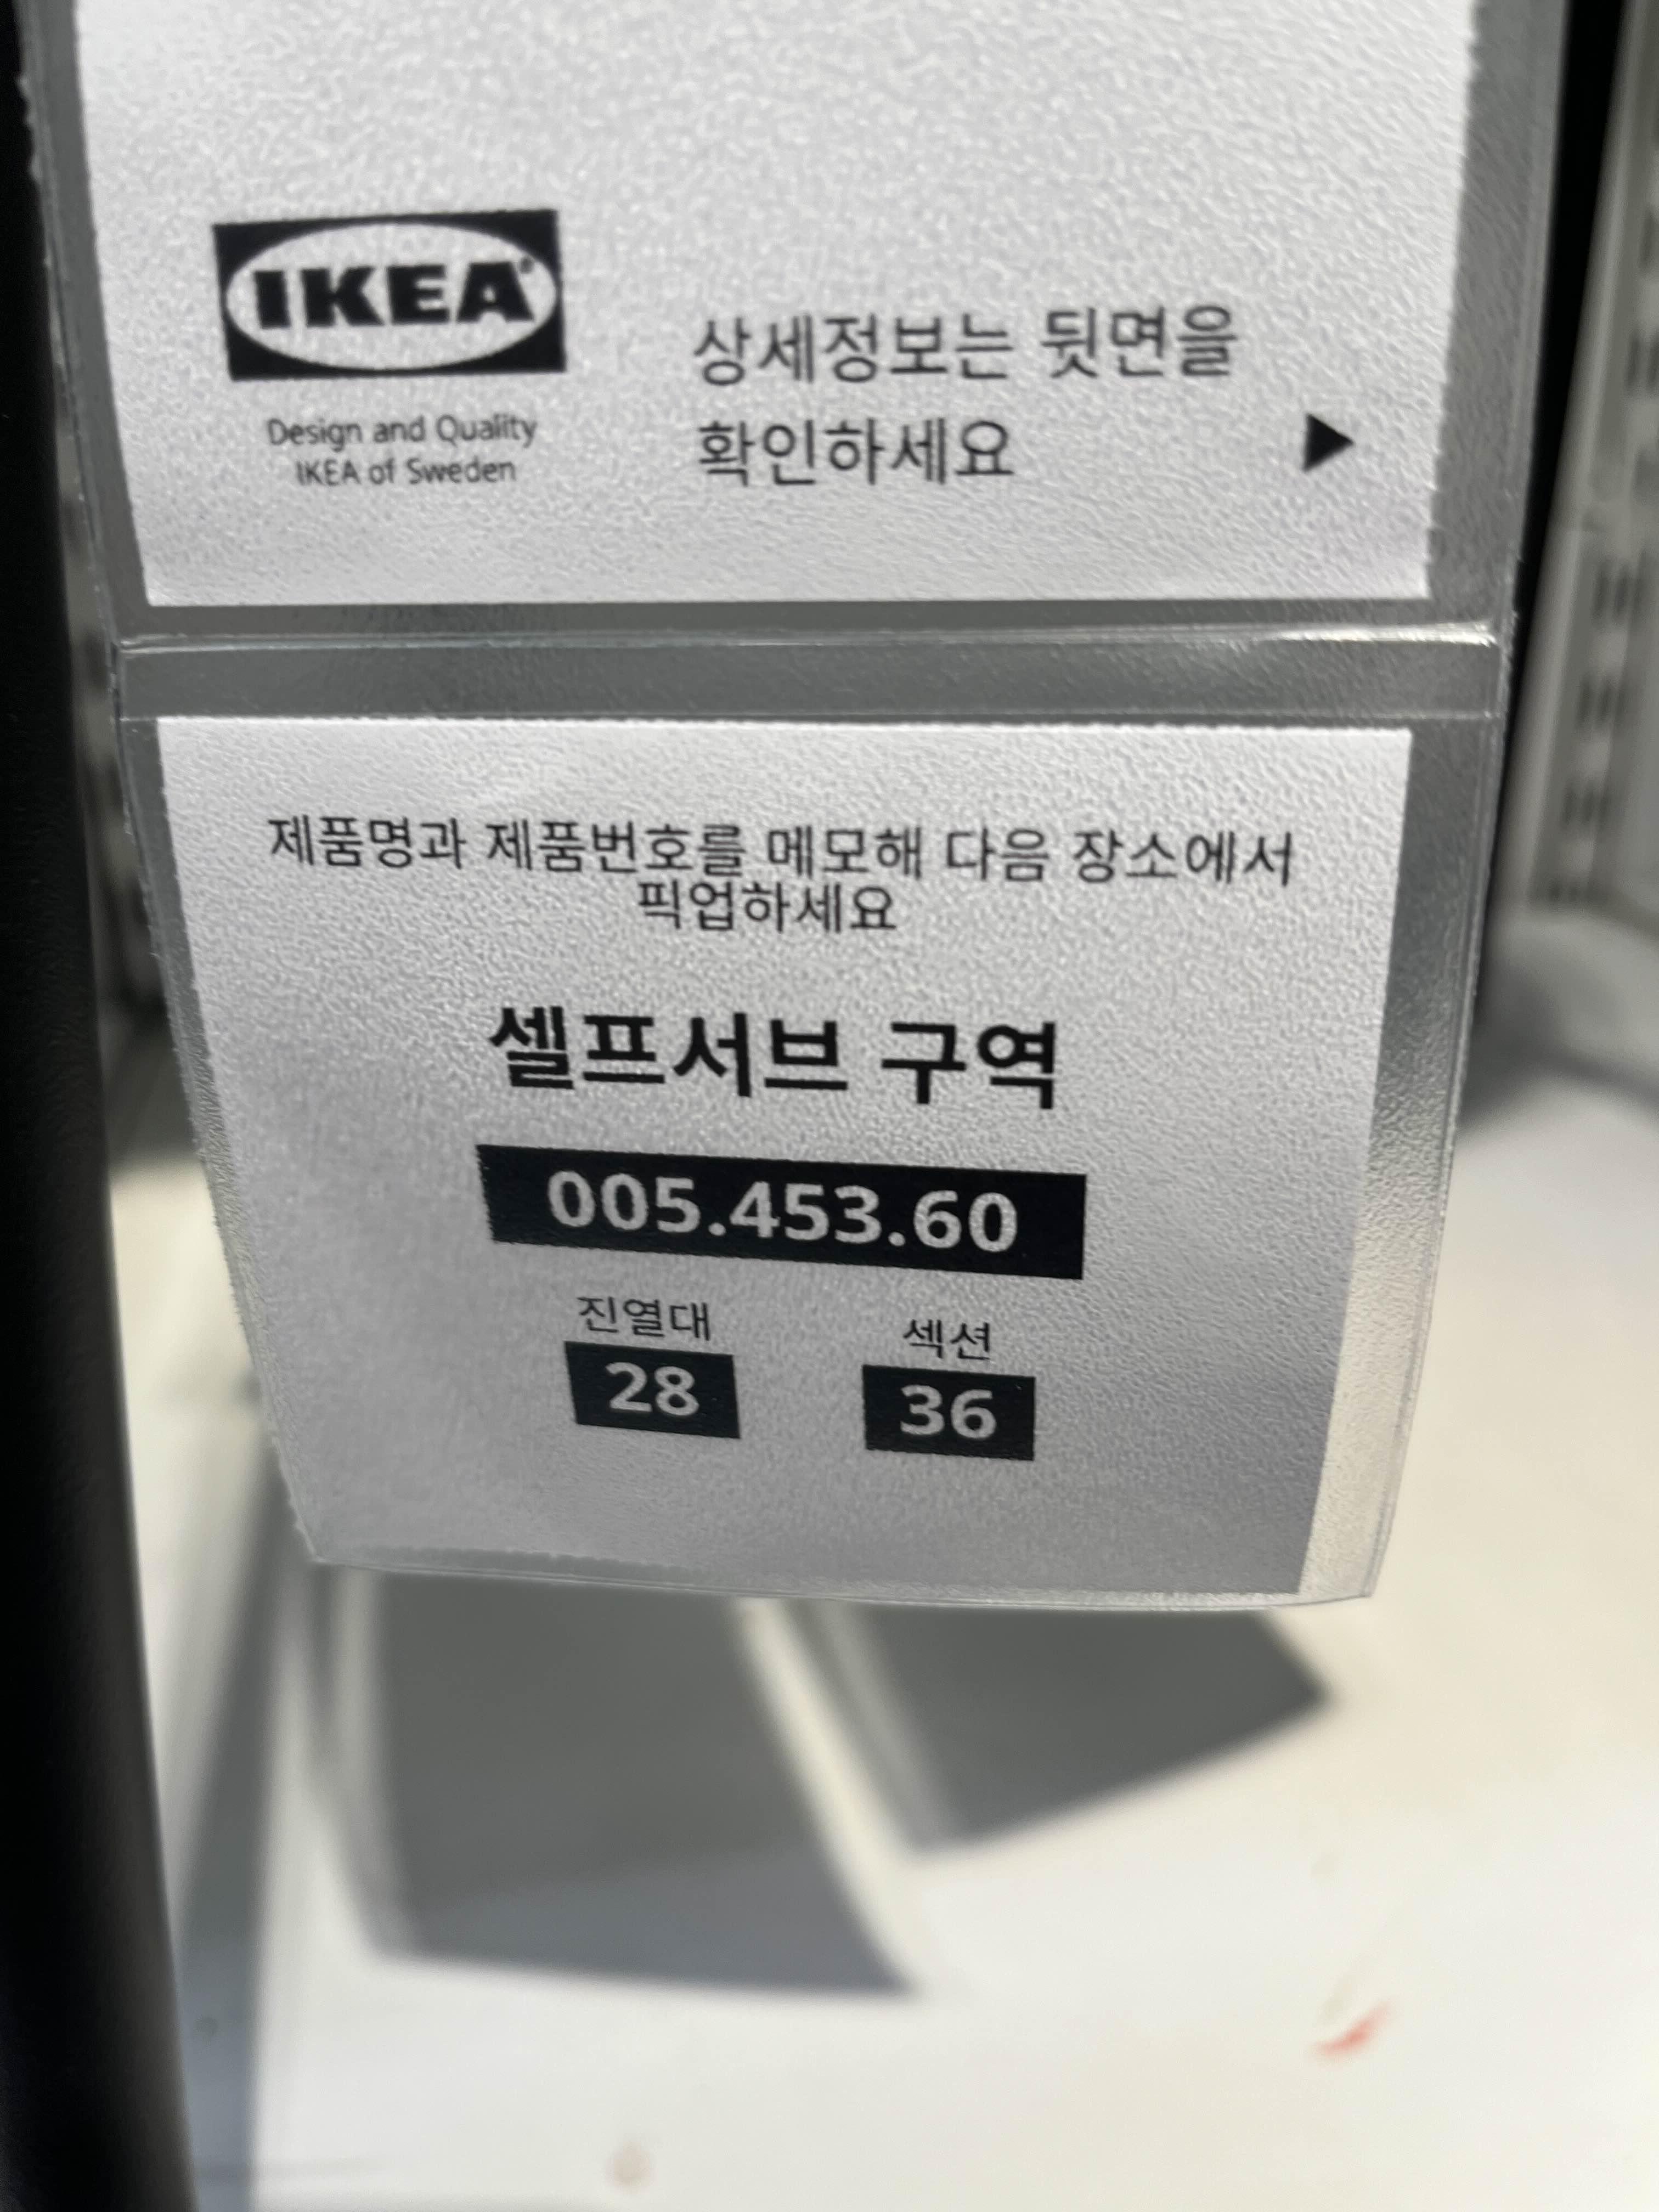 IKEA
Design and Quality
IKEA of Sweden
상세정보는 뒷면을
확인하세요
제품명과 제품번호를 메모해 다음 장소에서
픽업하세요
셀프서브 구역
005.453.60
진열대 섹션
28 36